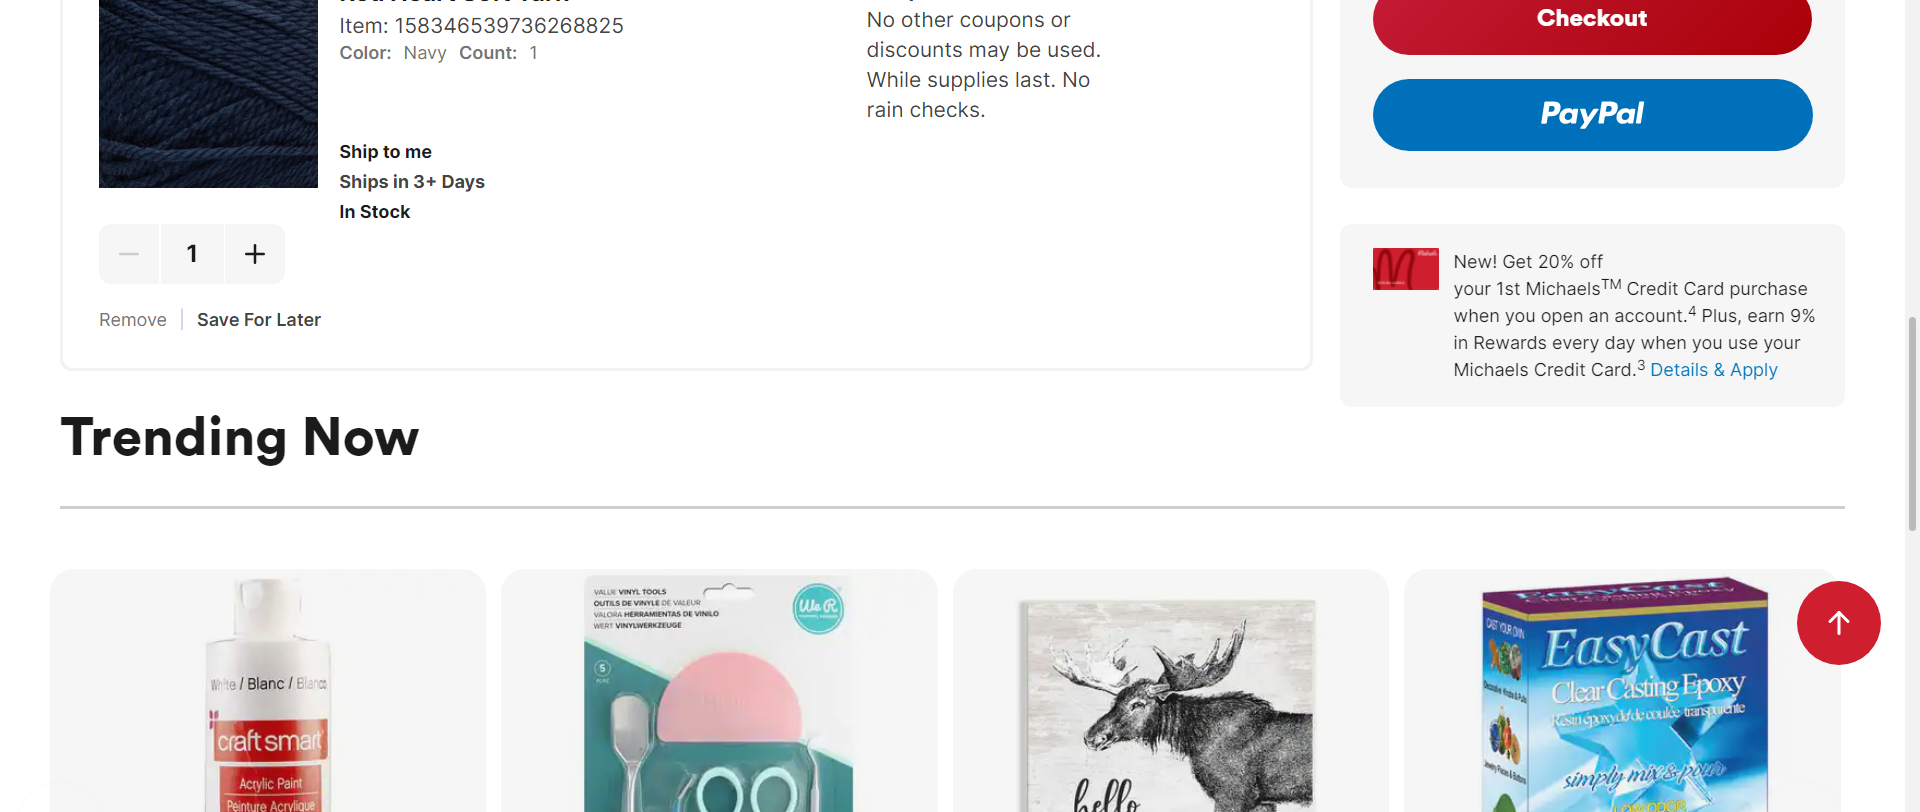 Item: 158346539736268825
Color: Navy Count: 1
Ship to me
Ships in 3+ Days
In Stock
1
Remove
Save For Later
No other coupons or
discounts may be used.
While supplies last. No
rain checks.
Checkout
PayPal
New! Get 20% off
your 1st Michaels™ Credit Card purchase
when you open an account.4 Plus, earn 9%
in Rewards every day when you use your
Michaels Credit Card.3 Details & Apply
Trending Now
White / Blanc / Blanco
craft smart
Acrylic Paint
Peinture Acrylique
VALUE VINYL TOOLS
OUTILS DE VINYLE DE VALEUR
VALORA HERRAMIENTAS DE VINILO
WERT VINYLWERKZEUGE
We R
5
hello
EasyCast
Clear Casting Epoxy
Résin époxyde de coulée transparente
simply mix & pour
LOW ODOR
CAST YOUR OWN